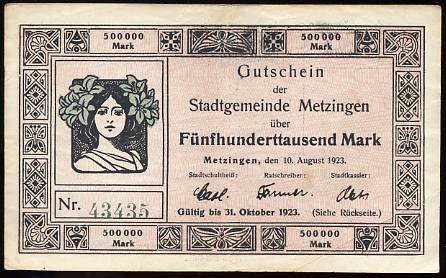 500000 Mark
500000 Mark
Gutschein
der
Stadtgemeinde Metzingen
über
Fünfhunderttausend Mark
Metzingen, den 10. August 1923.
Stadtschultheiß: Ratschreiber: Stadtkassier:
Nr. 43435
Gültig bis 31. Oktober 1923. (Siehe Rückseite.)
500000 Mark
500000 Mark